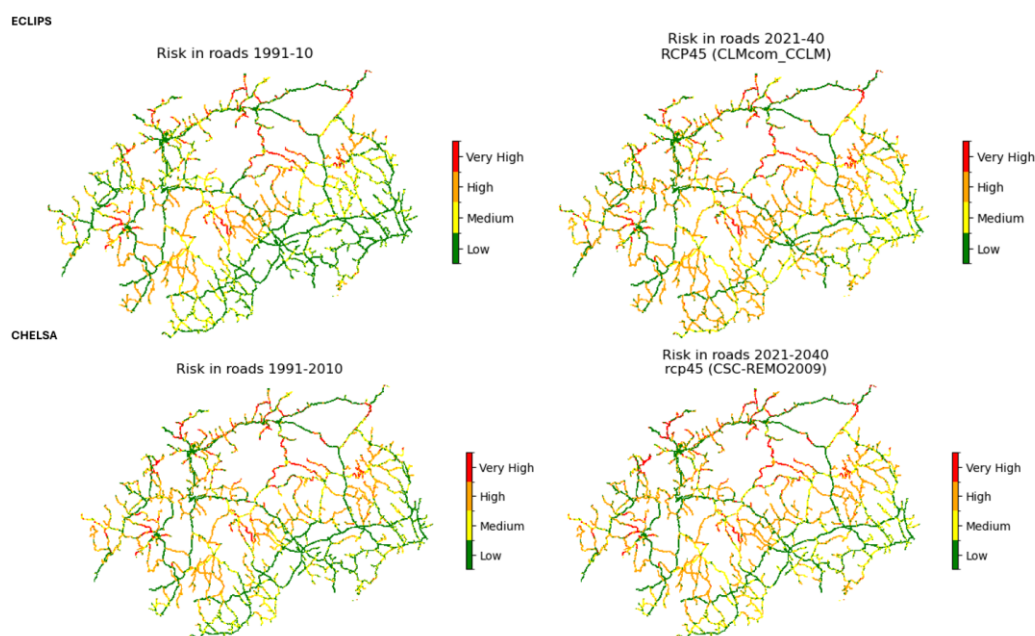 ECLIPS
Risk in roads 1991-10
Very High
High
Medium
Low
Risk in roads 2021-40
RCP45 (CLMcom_CCLM)
Very High
High
Medium
Low
CHELSA
Risk in roads 1991-2010
Very High
High
Medium
Low
Risk in roads 2021-2040
rcp45 (CSC-REMO2009)
Very High
High
Medium
Low